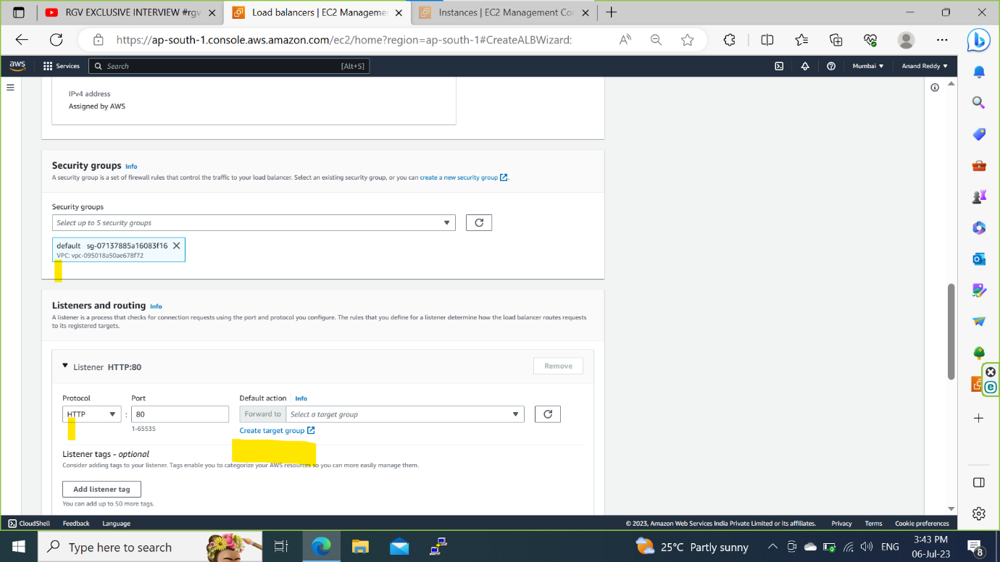 RGV EXCLUSIVE INTERVIEW #rgv
Load balancers | EC2 Manageme
Instances | EC2 Management Co
https://ap-south-1.console.aws.amazon.com/ec2/home?region=ap-south-1#CreateALBWizard:
aws
Services
Search
[Alt+S]
Mumbai
Anand Reddy
IPv4 address
Assigned by AWS
Security groups Info
A security group is a set of firewall rules that control the traffic to your load balancer. Select an existing security group, or you can create a new security group.
Security groups
Select up to 5 security groups
default sg-07137885a16083f16
VPC: vpc-095018a50ae678f72
Listeners and routing Info
A listener is a process that checks for connection requests using the port and protocol you configure. The rules that you define for a listener determine how the load balancer routes requests
to its registered targets.
Listener HTTP:80
Remove
Protocol Port Default action Info
HTTP : 80 Forward to Select a target group
1-65535 Create target group
Listener tags - optional
Consider adding tags to your listener. Tags enable you to categorize your AWS resources so you can more easily manage them.
Add listener tag
You can add up to 50 more tags.
CloudShell Feedback Language © 2023, Amazon Web Services India Private Limited or its affiliates. Privacy Terms Cookie preferences
Type here to search
25°C Partly sunny
ENG
3:43 PM
06-Jul-23
8